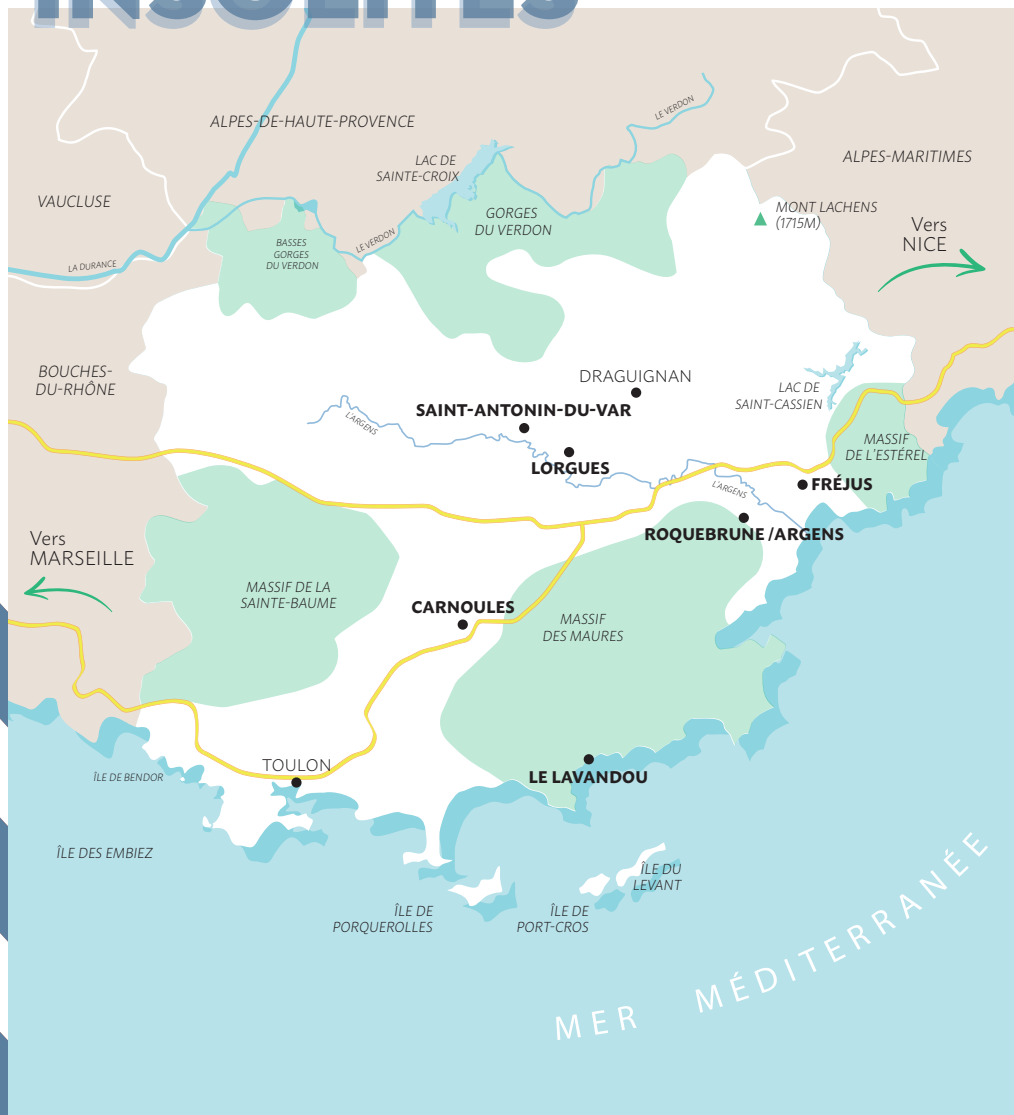 INSOLITES
ALPES-DE-HAUTE-PROVENCE
LE VERDON
LAC DE
SAINTE-CROIX
ALPES-MARITIMES
VAUCLUSE
MONT LACHENS
(1715M)
GORGES
DU VERDON
Vers
NICE
BASSES
GORGES
DU VERDON
LE VERDON
LA DURANCE
BOUCHES-
DU-RHÔNE
DRAGUIGNAN
LAC DE
SAINT-CASSIEN
SAINT-ANTONIN-DU-VAR
L'ARGENS
MASSIF
DE L'ESTÉREL
LORGUES
FRÉJUS
L'ARGENS
ROQUEBRUNE /ARGENS
Vers
MARSEILLE
MASSIF DE LA
SAINTE-BAUME
CARNOULES
MASSIF
DES MAURES
TOULON
ÎLE DE BENDOR
LE LAVANDOU
ÎLE DES EMBIEZ
ÎLE DU
LEVANT
ÎLE DE
PORQUEROLLES
ÎLE DE
PORT-CROS
MER MÉDITERRANÉE